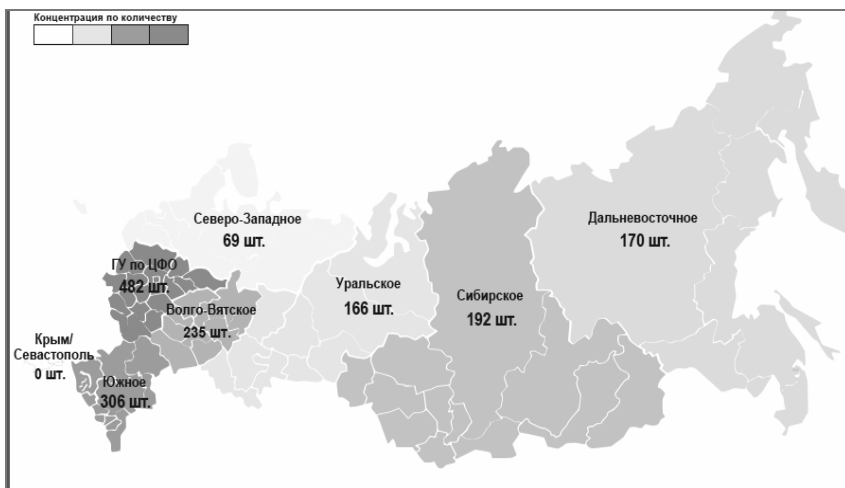 Концентрация по количеству
Северо-Западное
69 шт.
Дальневосточное
170 шт.
ГУ по ЦФО
482 шт.
Уральское
166 шт.
Сибирское
192 шт.
Волго-Вятское
235 шт.
Крым/
Севастополь
0 шт.
Южное
306 шт.